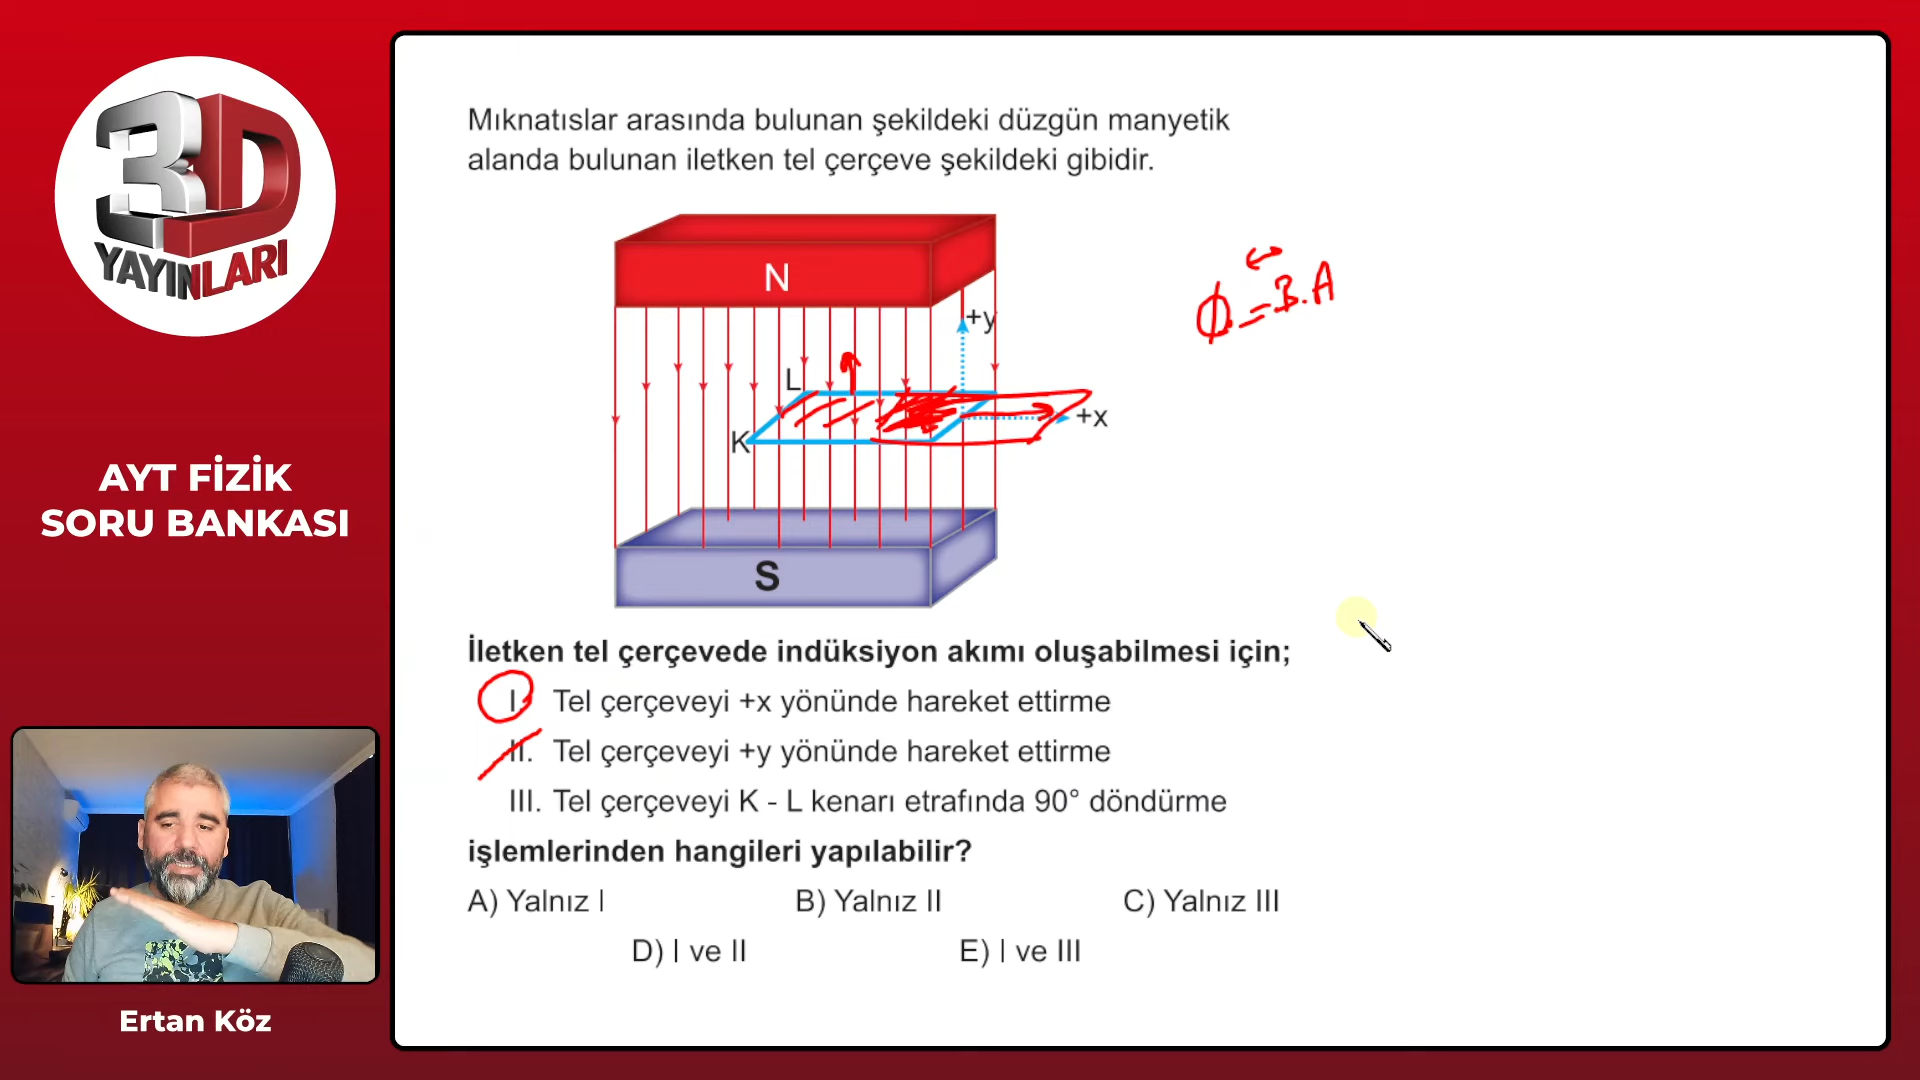 3D
YAYINLARI
AYT FİZİK
SORU BANKASI
Ertan Köz
Mıknatıslar arasında bulunan şekildeki düzgün manyetik
alanda bulunan iletken tel çerçeve şekildeki gibidir.
N
+y
L
K
+x
S
Φ = B.A
İletken tel çerçevede indüksiyon akımı oluşabilmesi için;
I. Tel çerçeveyi +x yönünde hareket ettirme
II. Tel çerçeveyi +y yönünde hareket ettirme
III. Tel çerçeveyi K - L kenarı etrafında 90° döndürme
işlemlerinden hangileri yapılabilir?
A) Yalnız I B) Yalnız II C) Yalnız III
D) I ve II E) I ve III